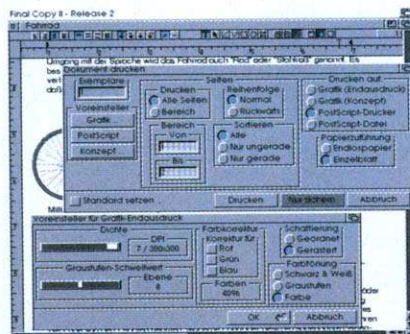 Final Copy II - Release 2
Fahrrad
Umgang mit der Sprache wird das Fahrrad auch "Rad" oder "Stahlroß" genannt. Es
Dokument drucken
Exemplare
Voreinsteller
Grafik...
PostScript...
Konzept...
Seiten
Drucken
Alle Seiten
Bereich
Bereich
Von
Bis
Reihenfolge
Normal
Rückwärts
Sortieren
Alle
Nur ungerade
Nur gerade
Drucken auf
Grafik (Endausdruck)
Grafik (Konzept)
PostScript-Drucker
PostScript-Datei
Papierzuführung
Endlospapier
Einzelblatt
Standard setzen
Drucken
Nur sichern
Abbruch
Voreinsteller für Grafik-Endausdruck
Dichte
DPI
7 / 300x300
Graustufen-Schwellwert
Ebene
8
Farbkorrektur
Korrektur für
Rot
Grün
Blau
Farben
4096
Schattierung
Geordnet
Gerastert
Farbtönung
Schwarz & Weiß
Graustufen
Farbe
OK
Abbruch